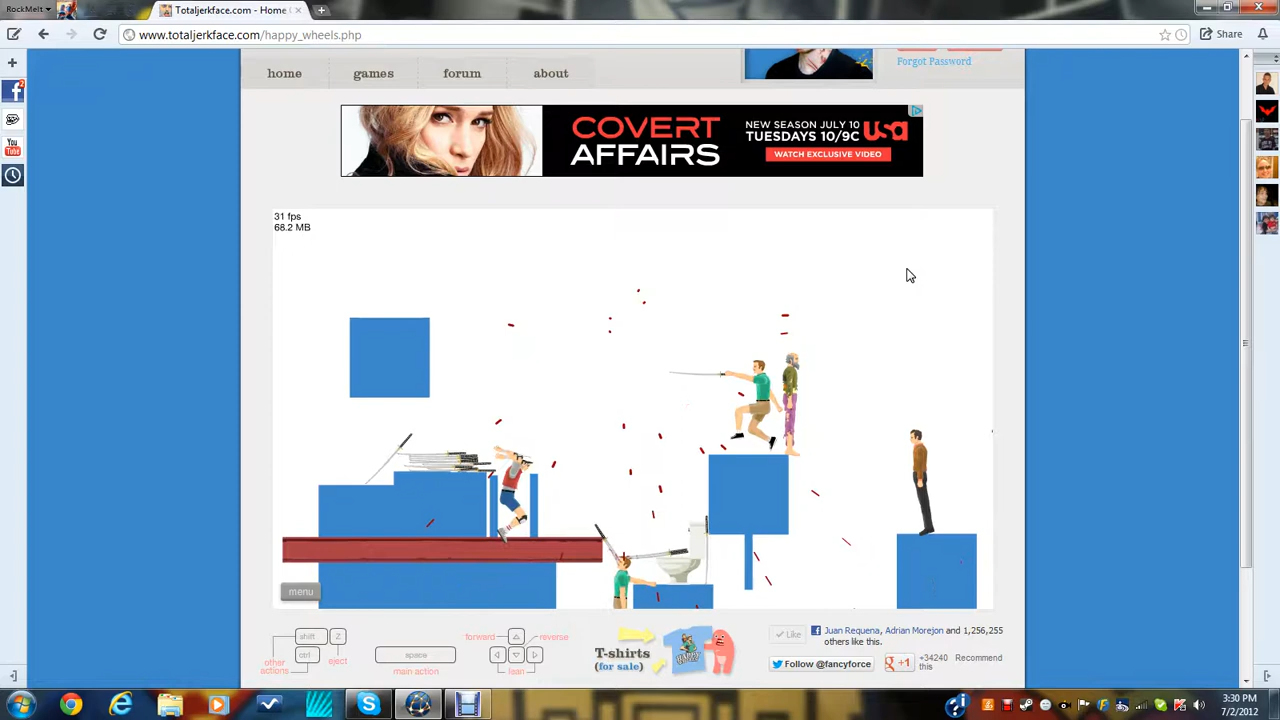 RockMelt
Totaljerkface.com - Home (
www.totaljerkface.com/happy_wheels.php
Share
home
games
forum
about
Forgot Password
COVERT
AFFAIRS
NEW SEASON JULY 10
TUESDAYS 10/9C
usa
WATCH EXCLUSIVE VIDEO
2
You
Tube
31 fps
68.2 MB
menu
shift
Z
ctrl
eject
other
actions
space
main action
forward
reverse
lean
T-shirts
(for sale)
Like
Juan Requena, Adrian Morejon and 1,256,255
others like this.
Follow @fancyforce
g +1
+34240
Recommend
this
3:30 PM
7/2/2012